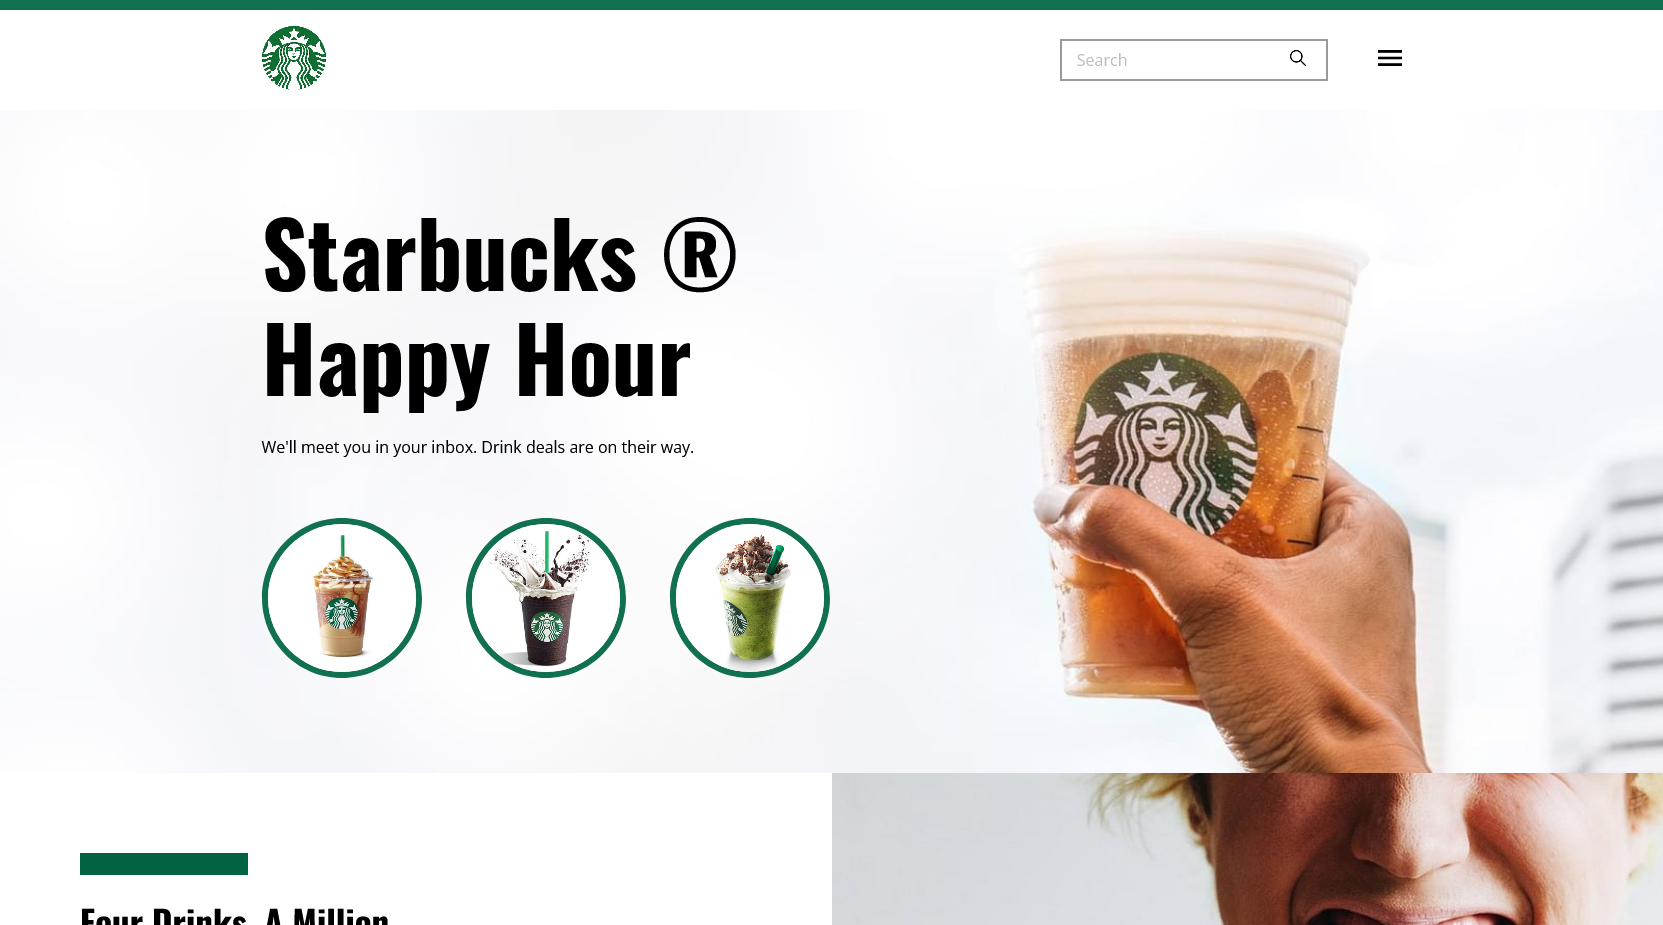 Search
Starbucks ®
Happy Hour
We'll meet you in your inbox. Drink deals are on their way.
Four Drinks. A Million